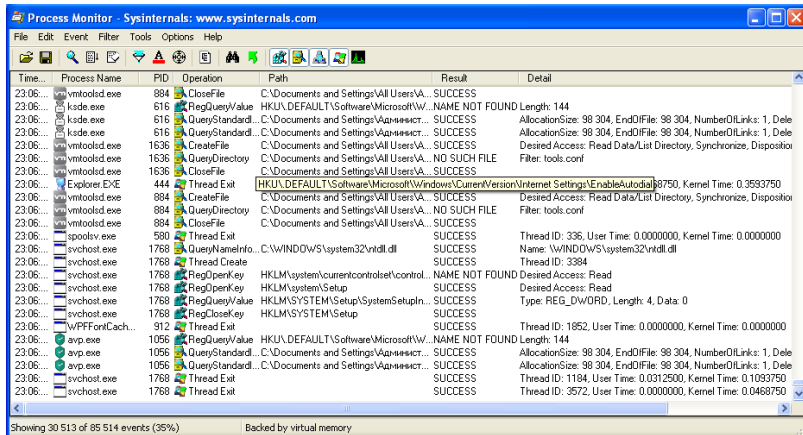 Process Monitor - Sysinternals: www.sysinternals.com
File Edit Event Filter Tools Options Help
Time... Process Name PID Operation Path Result Detail
23:06:... vmtoolsd.exe 884 CloseFile C:\Documents and Settings\All Users\A... SUCCESS
23:06:... ksde.exe 616 RegQueryValue HKU\.DEFAULT\Software\Microsoft\W... NAME NOT FOUND Length: 144
23:06:... ksde.exe 616 QueryStandardI... C:\Documents and Settings\Админист... SUCCESS AllocationSize: 98 304, EndOfFile: 98 304, NumberOfLinks: 1, Dele
23:06:... vmtoolsd.exe 1636 CreateFile C:\Documents and Settings\All Users\A... SUCCESS Desired Access: Read Data/List Directory, Synchronize, Dispositio
23:06:... vmtoolsd.exe 1636 QueryDirectory C:\Documents and Settings\All Users\A... NO SUCH FILE Filter: tools.conf
23:06:... vmtoolsd.exe 1636 CloseFile C:\Documents and Settings\All Users\A... SUCCESS
23:06:... Explorer.EXE 444 Thread Exit HKU\.DEFAULT\Software\Microsoft\Windows\CurrentVersion\Internet Settings\EnableAutodial 8750, Kernel Time: 0.3593750
23:06:... vmtoolsd.exe 884 CreateFile C:\Documents and Settings\All Users\A... SUCCESS Desired Access: Read Data/List Directory, Synchronize, Dispositio
23:06:... vmtoolsd.exe 884 QueryDirectory C:\Documents and Settings\All Users\A... NO SUCH FILE Filter: tools.conf
23:06:... vmtoolsd.exe 884 CloseFile C:\Documents and Settings\All Users\A... SUCCESS
23:06:... spoolsv.exe 580 Thread Exit SUCCESS Thread ID: 336, User Time: 0.0000000, Kernel Time: 0.0000000
23:06:... svchost.exe 1768 QueryNameInfo... C:\WINDOWS\system32\ntdll.dll SUCCESS Name: \WINDOWS\system32\ntdll.dll
23:06:... svchost.exe 1768 Thread Create SUCCESS Thread ID: 3384
23:06:... svchost.exe 1768 RegOpenKey HKLM\system\currentcontrolset\control... NAME NOT FOUND Desired Access: Read
23:06:... svchost.exe 1768 RegOpenKey HKLM\system\Setup SUCCESS Desired Access: Read
23:06:... svchost.exe 1768 RegQueryValue HKLM\SYSTEM\Setup\SystemSetupIn... SUCCESS Type: REG_DWORD, Length: 4, Data: 0
23:06:... svchost.exe 1768 RegCloseKey HKLM\SYSTEM\Setup SUCCESS
23:06:... WPFFontCach... 912 Thread Exit SUCCESS Thread ID: 1852, User Time: 0.0000000, Kernel Time: 0.0000000
23:06:... avp.exe 1056 RegQueryValue HKU\.DEFAULT\Software\Microsoft\W... NAME NOT FOUND Length: 144
23:06:... avp.exe 1056 QueryStandardI... C:\Documents and Settings\Админист... SUCCESS AllocationSize: 98 304, EndOfFile: 98 304, NumberOfLinks: 1, Dele
23:06:... avp.exe 1056 QueryStandardI... C:\Documents and Settings\Админист... SUCCESS AllocationSize: 98 304, EndOfFile: 98 304, NumberOfLinks: 1, Dele
23:06:... svchost.exe 1768 Thread Exit SUCCESS Thread ID: 1184, User Time: 0.0312500, Kernel Time: 0.1093750
23:06:... svchost.exe 1768 Thread Exit SUCCESS Thread ID: 3572, User Time: 0.0000000, Kernel Time: 0.0468750
Showing 30 513 of 85 514 events (35%) Backed by virtual memory